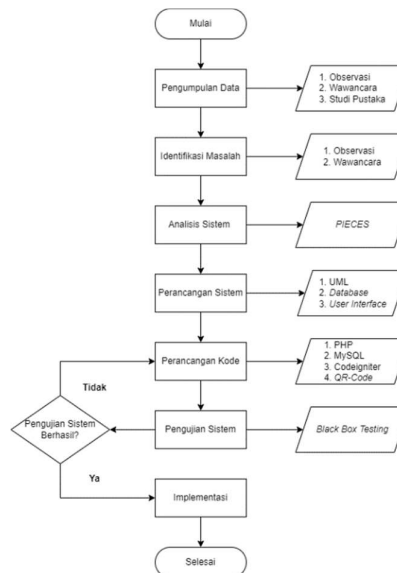 Mulai
Pengumpulan Data
1. Observasi
2. Wawancara
3. Studi Pustaka
Identifikasi Masalah
1. Observasi
2. Wawancara
Analisis Sistem
PIECES
Perancangan Sistem
1. UML
2. Database
3. User Interface
Perancangan Kode
1. PHP
2. MySQL
3. Codeigniter
4. QR-Code
Tidak
Pengujian Sistem
Berhasil?
Pengujian Sistem
Black Box Testing
Ya
Implementasi
Selesai